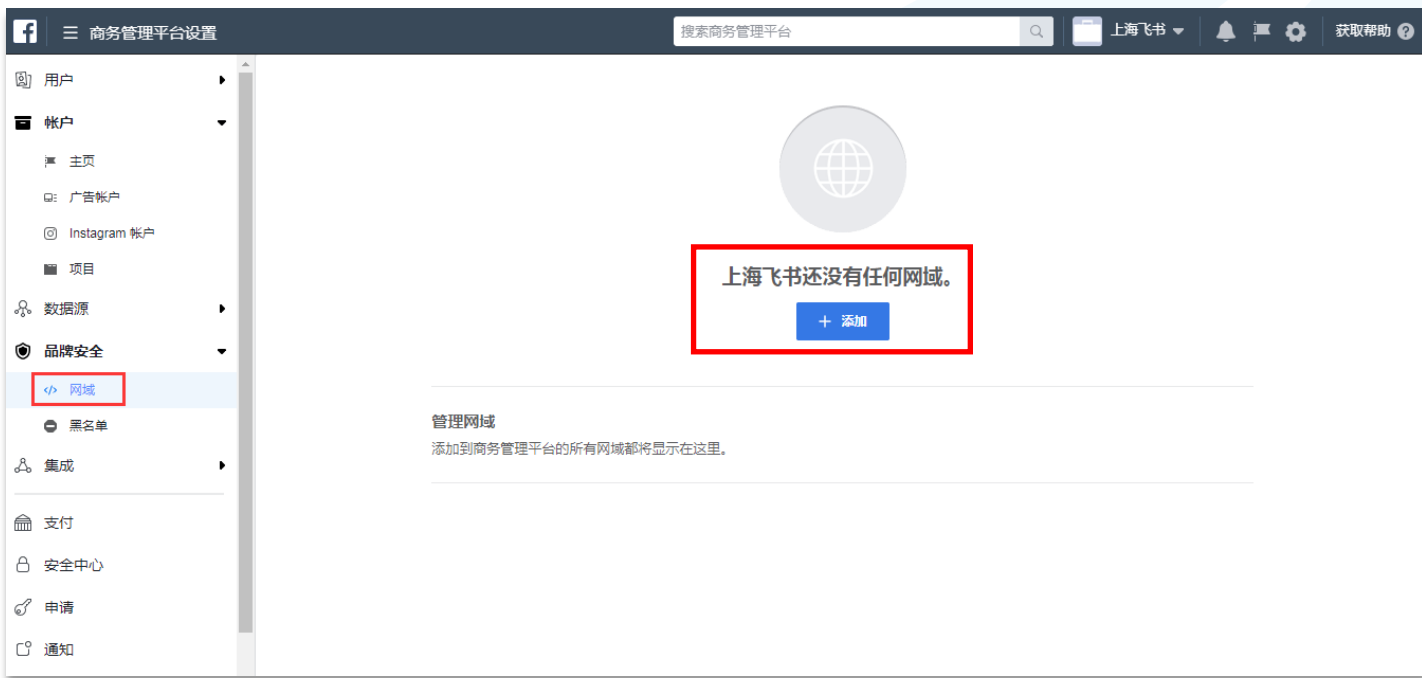 商务管理平台设置
搜索商务管理平台
上海飞书
获取帮助
用户
帐户
主页
广告帐户
Instagram 帐户
项目
数据源
品牌安全
网域
黑名单
集成
支付
安全中心
申请
通知
上海飞书还没有任何网域。
+ 添加
管理网域
添加到商务管理平台的所有网域都将显示在这里。